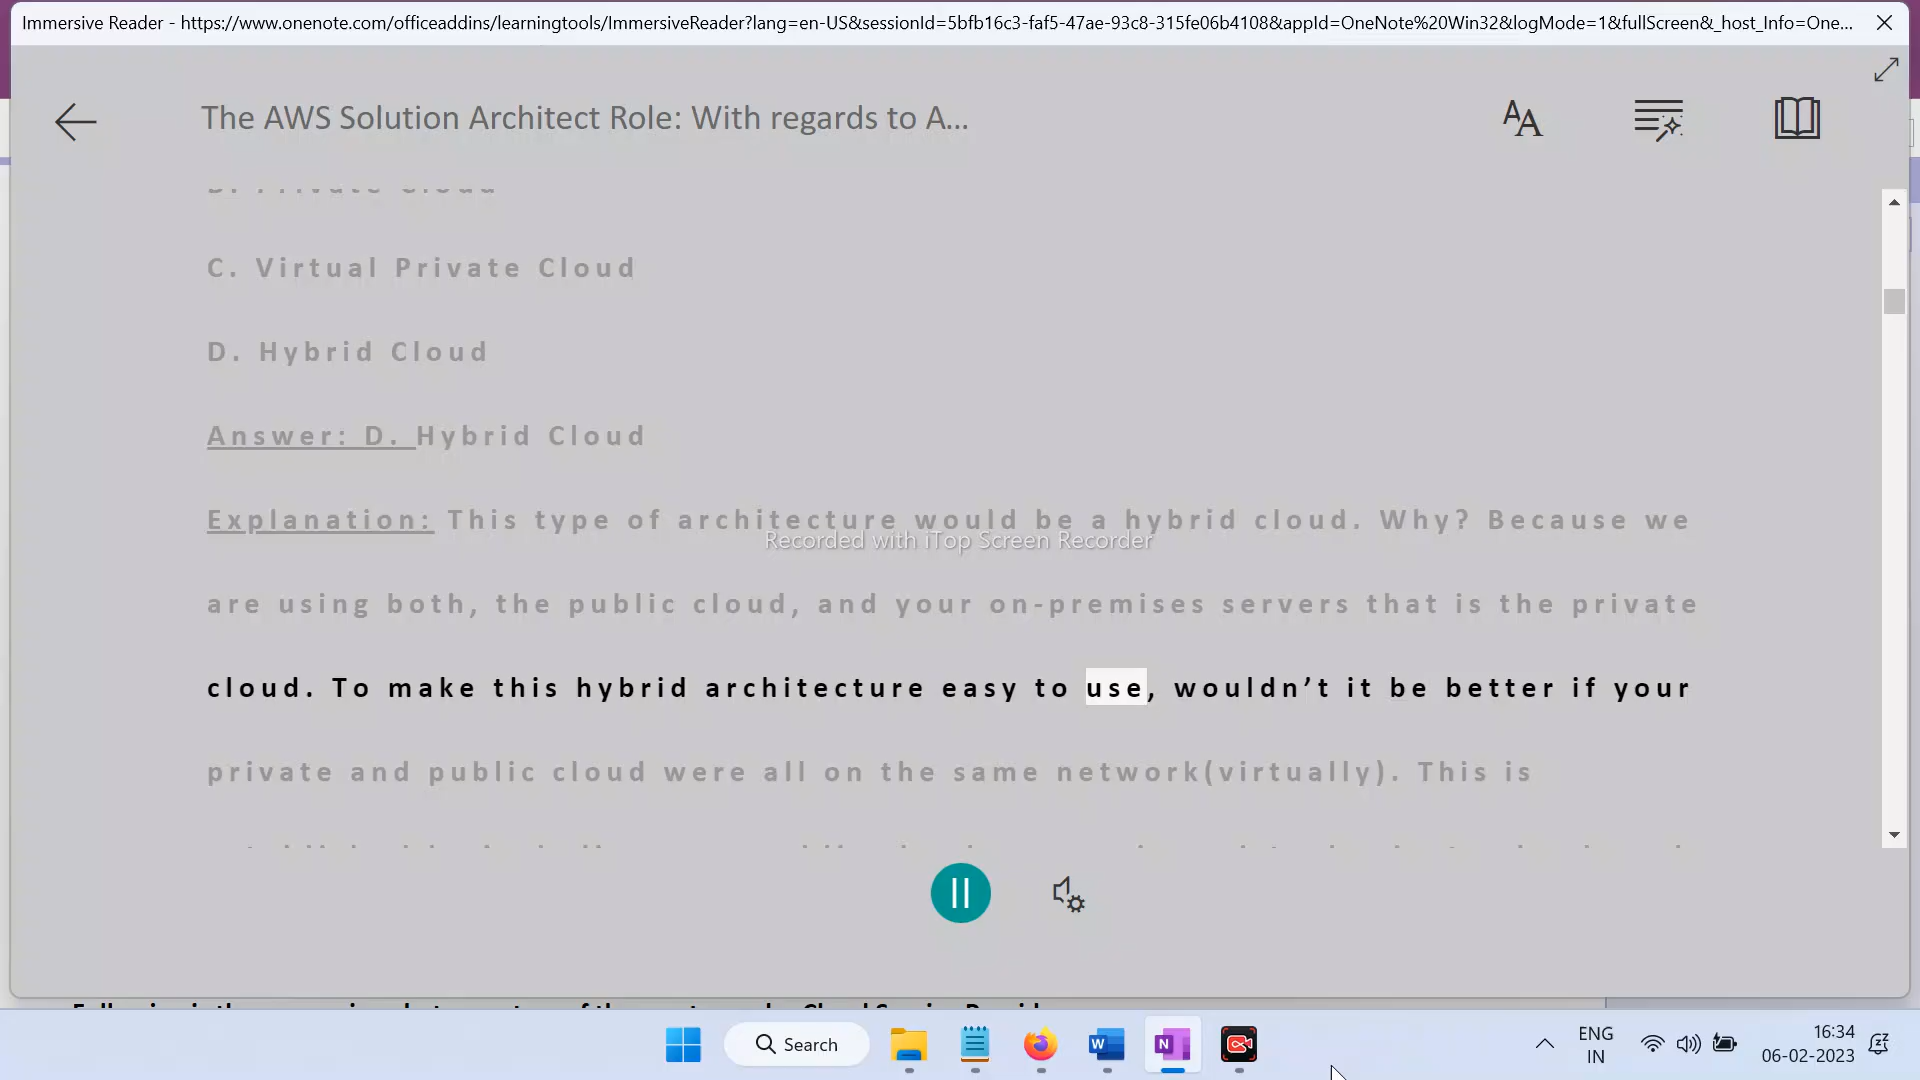 Immersive Reader - https://www.onenote.com/officeaddins/learningtools/ImmersiveReader?lang=en-US&sessionId=5bfb16c3-faf5-47ae-93c8-315fe06b4108&appId=OneNote%20Win32&logMode=1&fullScreen&_host_Info=One...
The AWS Solution Architect Role: With regards to A...
B. Private Cloud
C. Virtual Private Cloud
D. Hybrid Cloud
Answer: D. Hybrid Cloud
Explanation: This type of architecture would be a hybrid cloud. Why? Because we
Recorded with iTop Screen Recorder
are using both, the public cloud, and your on-premises servers that is the private
cloud. To make this hybrid architecture easy to use, wouldn’t it be better if your
private and public cloud were all on the same network(virtually). This is
Search
ENG
IN
16:34
06-02-2023